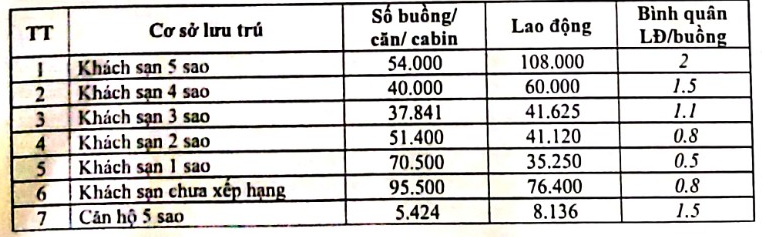 TT Cơ sở lưu trú Số buồng/ căn/ cabin Lao động Bình quân LĐ/buồng
1 Khách sạn 5 sao 54.000 108.000 2
2 Khách sạn 4 sao 40.000 60.000 1.5
3 Khách sạn 3 sao 37.841 41.625 1.1
4 Khách sạn 2 sao 51.400 41.120 0.8
5 Khách sạn 1 sao 70.500 35.250 0.5
6 Khách sạn chưa xếp hạng 95.500 76.400 0.8
7 Căn hộ 5 sao 5.424 8.136 1.5